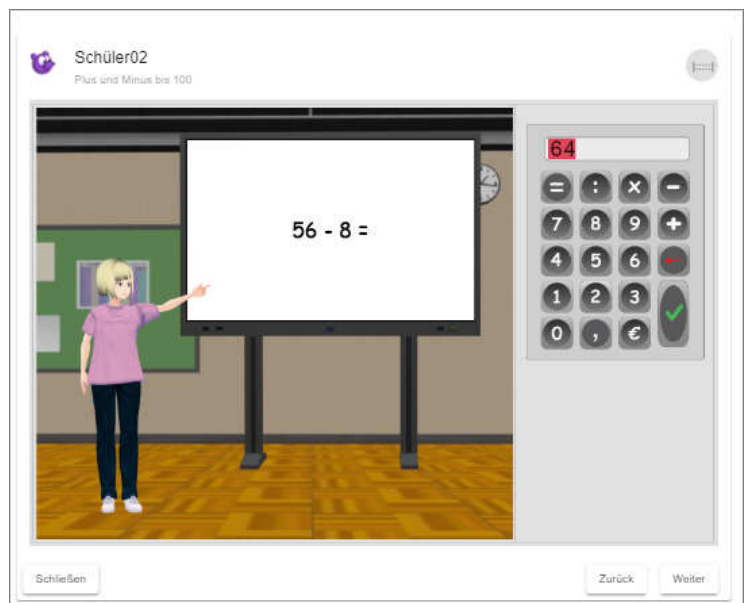 Schüler02
Plus und Minus bis 100
56 - 8 =
64
= : × -
7 8 9 +
4 5 6 ←
1 2 3 ✓
0 , €
Schließen
Zurück
Weiter